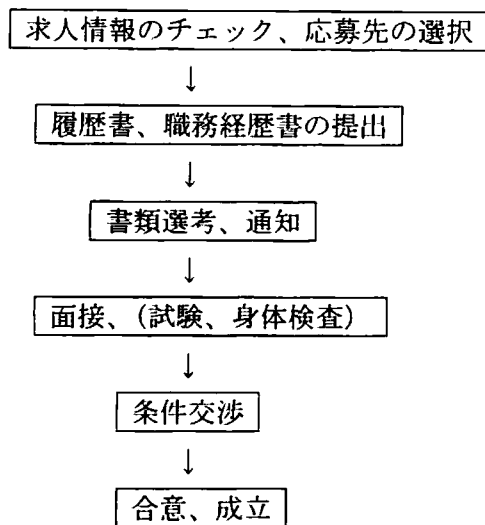 求人情報のチェック、応募先の選択
↓
履歴書、職務経歴書の提出
↓
書類選考、通知
↓
面接、(試験、身体検査)
↓
条件交渉
↓
合意、成立